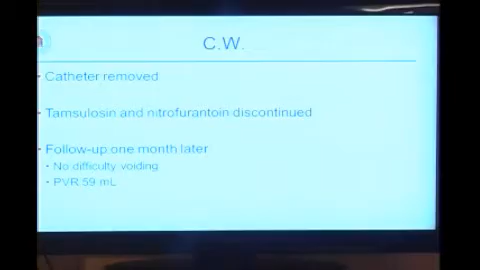 C.W.
• Catheter removed
• Tamsulosin and nitrofurantoin discontinued
• Follow-up one month later
• No difficulty voiding
• PVR 59 mL